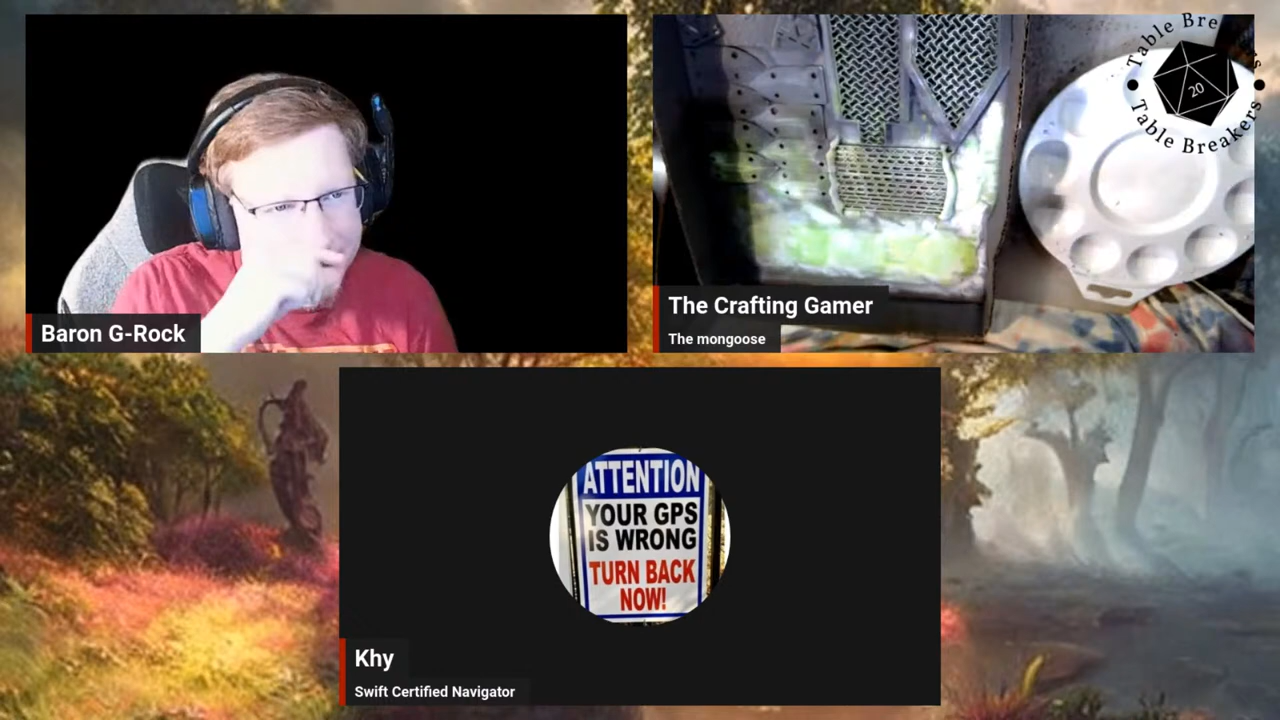 Table Breakers
20
Table Breakers
Baron G-Rock
The Crafting Gamer
The mongoose
ATTENTION
YOUR GPS
IS WRONG
TURN BACK
NOW!
Khy
Swift Certified Navigator